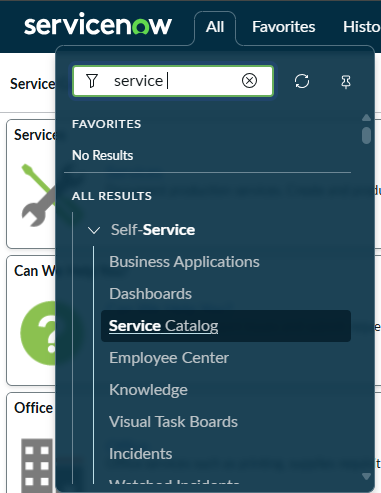 servicenow
All
Favorites
Histo
Service
service
FAVORITES
No Results
ALL RESULTS
Self-Service
Business Applications
Dashboards
Service Catalog
Employee Center
Knowledge
Visual Task Boards
Incidents
Watched Incidents
Service
Can We
?
Office